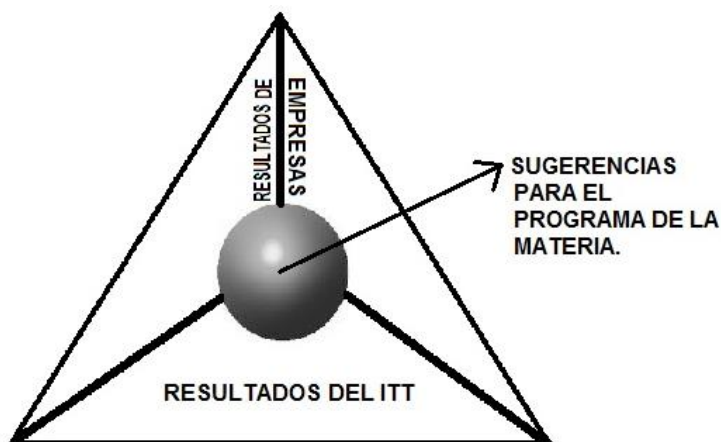 RESULTADOS DE
EMPRESAS
SUGERENCIAS
PARA EL
PROGRAMA DE LA
MATERIA.
RESULTADOS DEL ITT